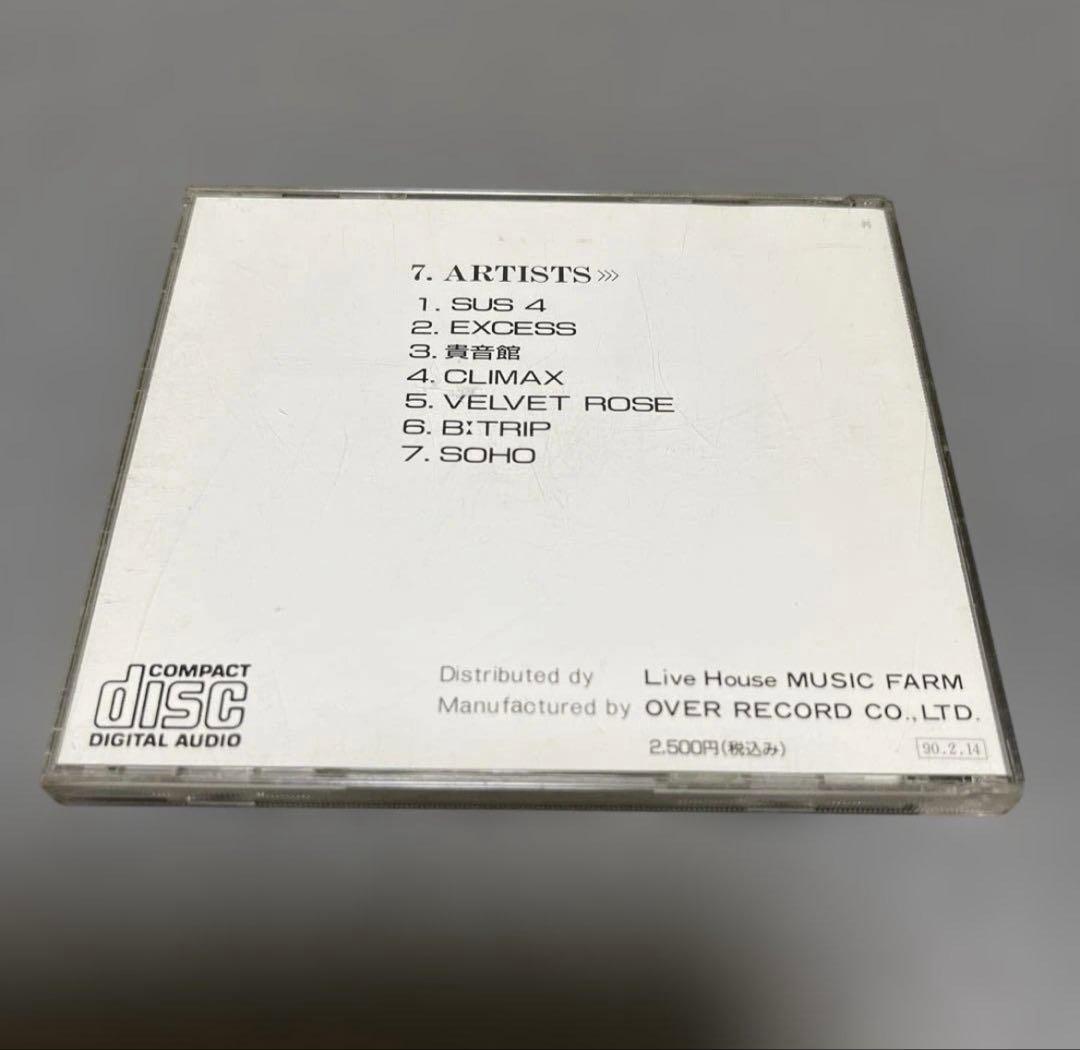 7. ARTISTS>>>
1. SUS 4
2. EXCESS
3. 貴音館
4. CLIMAX
5. VELVET ROSE
6. B:TRIP
7. SOHO
COMPACT
disc
DIGITAL AUDIO
Distributed dy Live House MUSIC FARM
Manufactured by OVER RECORD CO.,LTD.
2,500円(税込み)
90.2.14